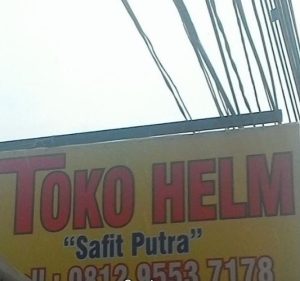 TOKO HELM
"Safit Putra"
: 0812 9553 7178